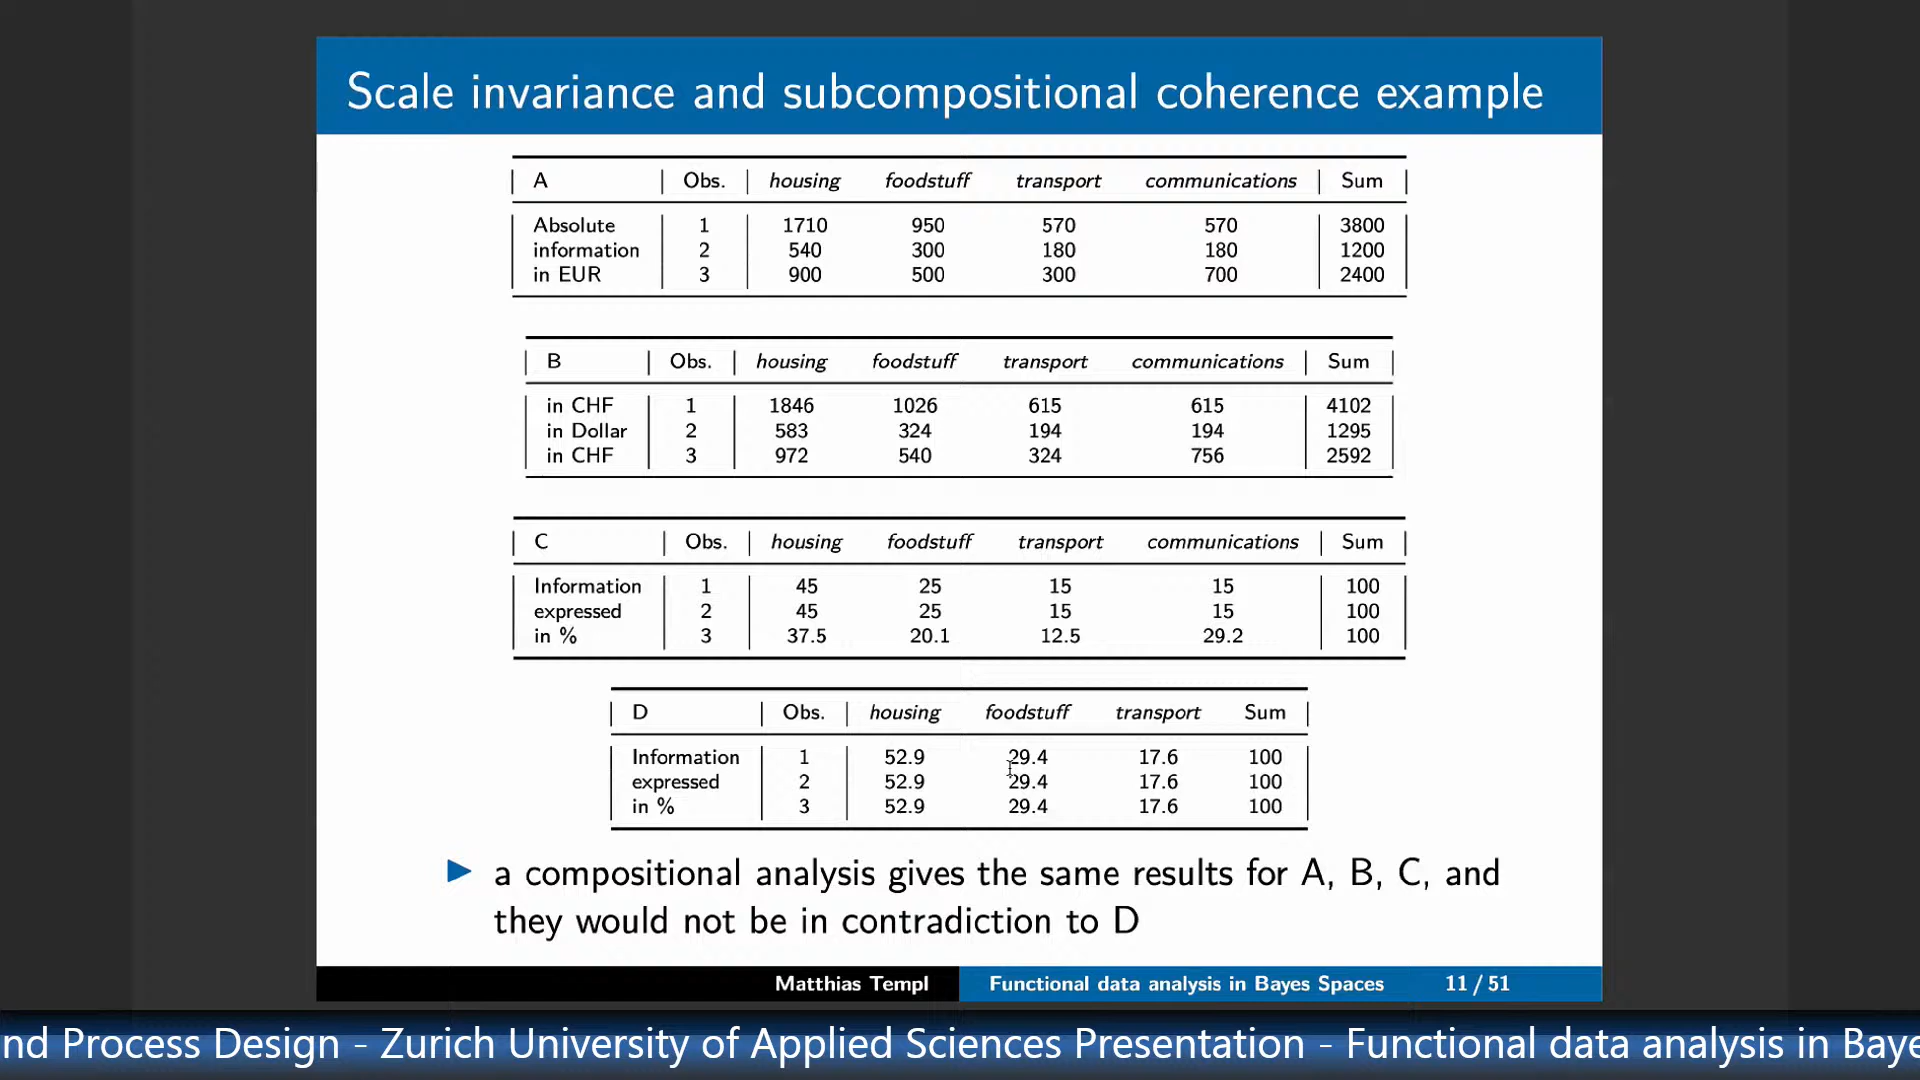 Scale invariance and subcompositional coherence example
A Obs. housing foodstuff transport communications Sum
Absolute 1 1710 950 570 570 3800
information 2 540 300 180 180 1200
in EUR 3 900 500 300 700 2400
B Obs. housing foodstuff transport communications Sum
in CHF 1 1846 1026 615 615 4102
in Dollar 2 583 324 194 194 1295
in CHF 3 972 540 324 756 2592
C Obs. housing foodstuff transport communications Sum
Information 1 45 25 15 15 100
expressed 2 45 25 15 15 100
in % 3 37.5 20.1 12.5 29.2 100
D Obs. housing foodstuff transport Sum
Information 1 52.9 29.4 17.6 100
expressed 2 52.9 29.4 17.6 100
in % 3 52.9 29.4 17.6 100
a compositional analysis gives the same results for A, B, C, and
they would not be in contradiction to D
Matthias Templ Functional data analysis in Bayes Spaces 11 / 51
nd Process Design - Zurich University of Applied Sciences Presentation - Functional data analysis in Baye